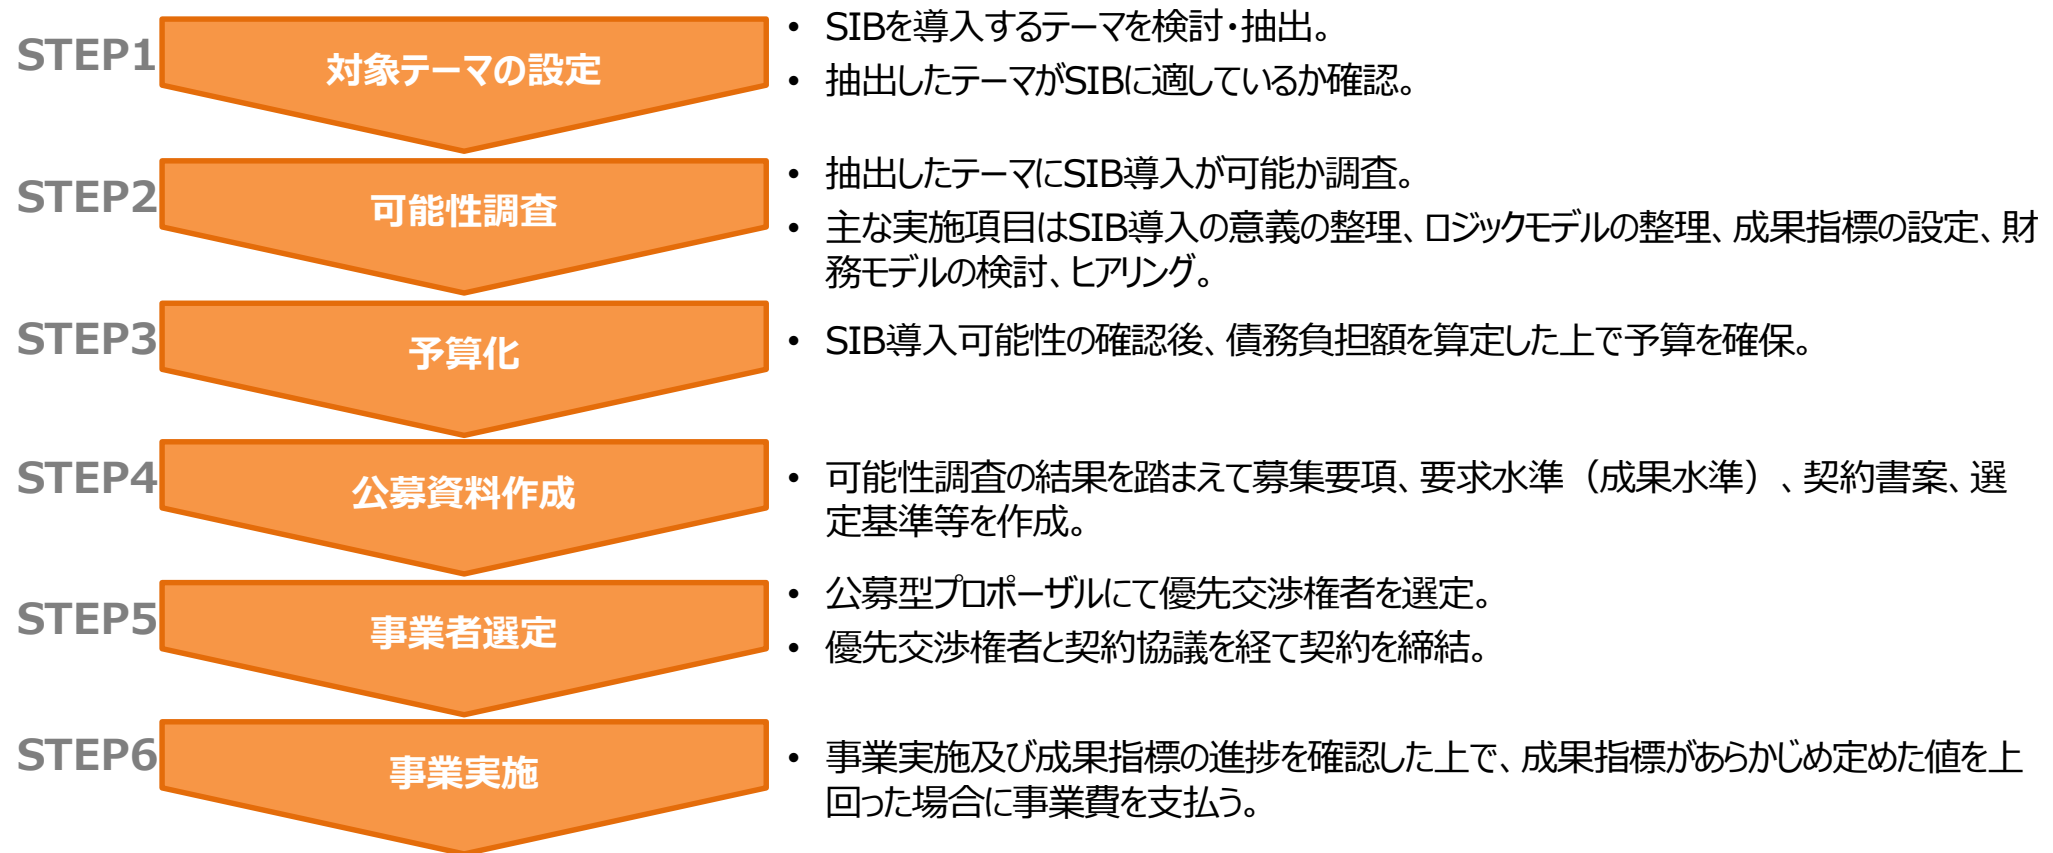 STEP1
対象テーマの設定
• SIBを導入するテーマを検討・抽出。
• 抽出したテーマがSIBに適しているか確認。
STEP2
可能性調査
• 抽出したテーマにSIB導入が可能か調査。
• 主な実施項目はSIB導入の意義の整理、ロジックモデルの整理、成果指標の設定、財
務モデルの検討、ヒアリング。
STEP3
予算化
• SIB導入可能性の確認後、債務負担額を算定した上で予算を確保。
STEP4
公募資料作成
• 可能性調査の結果を踏まえて募集要項、要求水準（成果水準）、契約書案、選
定基準等を作成。
STEP5
事業者選定
• 公募型プロポーザルにて優先交渉権者を選定。
• 優先交渉権者と契約協議を経て契約を締結。
STEP6
事業実施
• 事業実施及び成果指標の進捗を確認した上で、成果指標があらかじめ定めた値を上
回った場合に事業費を支払う。